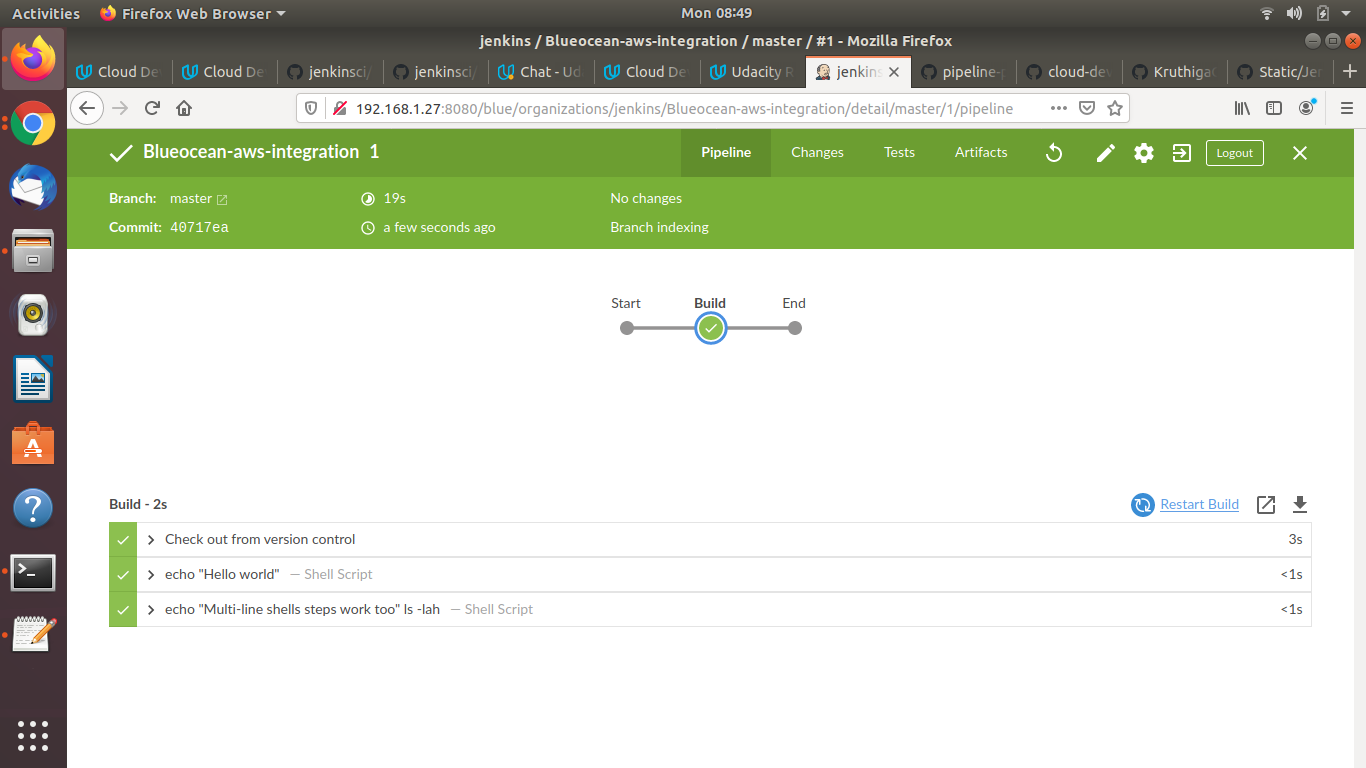 Activities Firefox Web Browser Mon 08:49
jenkins / Blueocean-aws-integration / master / #1 - Mozilla Firefox
Cloud De Cloud De jenkinsci/ jenkinsci/ Chat - Ud Cloud De Udacity R jenkins pipeline-p cloud-dev Kruthiga Static/Jen
192.168.1.27:8080/blue/organizations/jenkins/Blueocean-aws-integration/detail/master/1/pipeline
Blueocean-aws-integration 1 Pipeline Changes Tests Artifacts Logout
Branch: master 19s No changes
Commit: 40717ea a few seconds ago Branch indexing
Start Build End
Build - 2s Restart Build
Check out from version control 3s
echo "Hello world" — Shell Script <1s
echo "Multi-line shells steps work too" ls -lah — Shell Script <1s